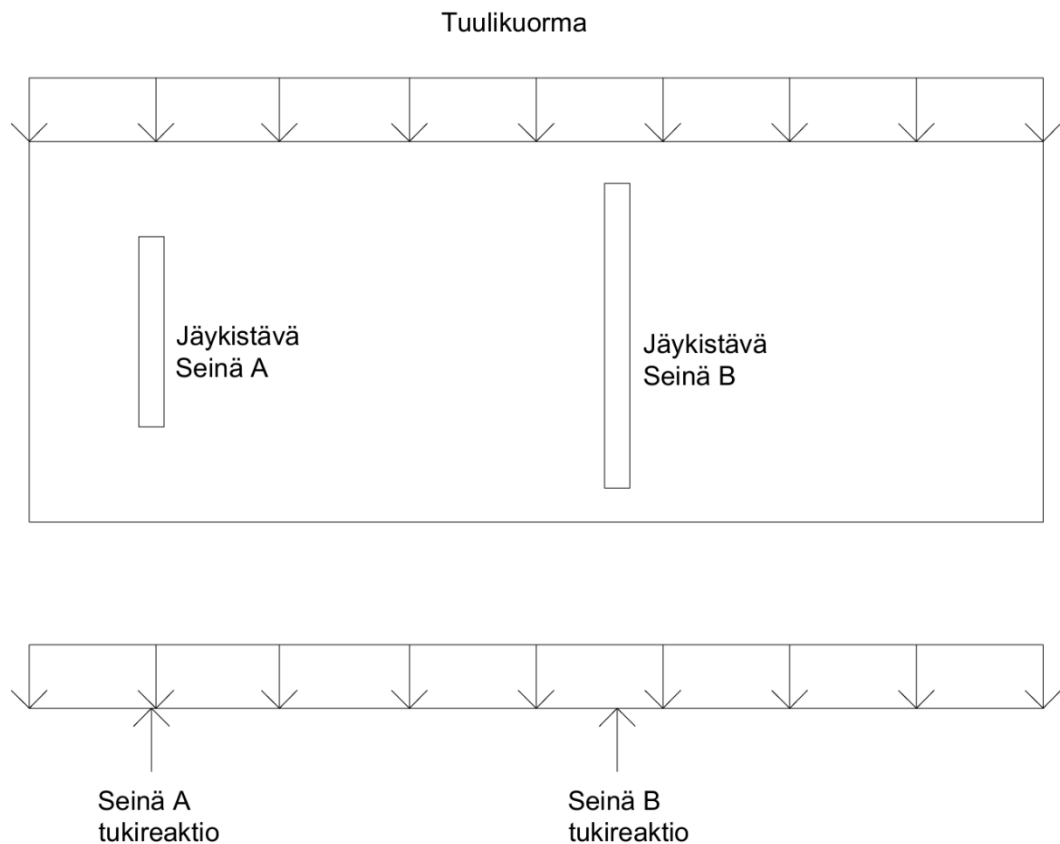 Tuulikuorma
Jäykistävä
Seinä A
Jäykistävä
Seinä B
Seinä A
tukireaktio
Seinä B
tukireaktio